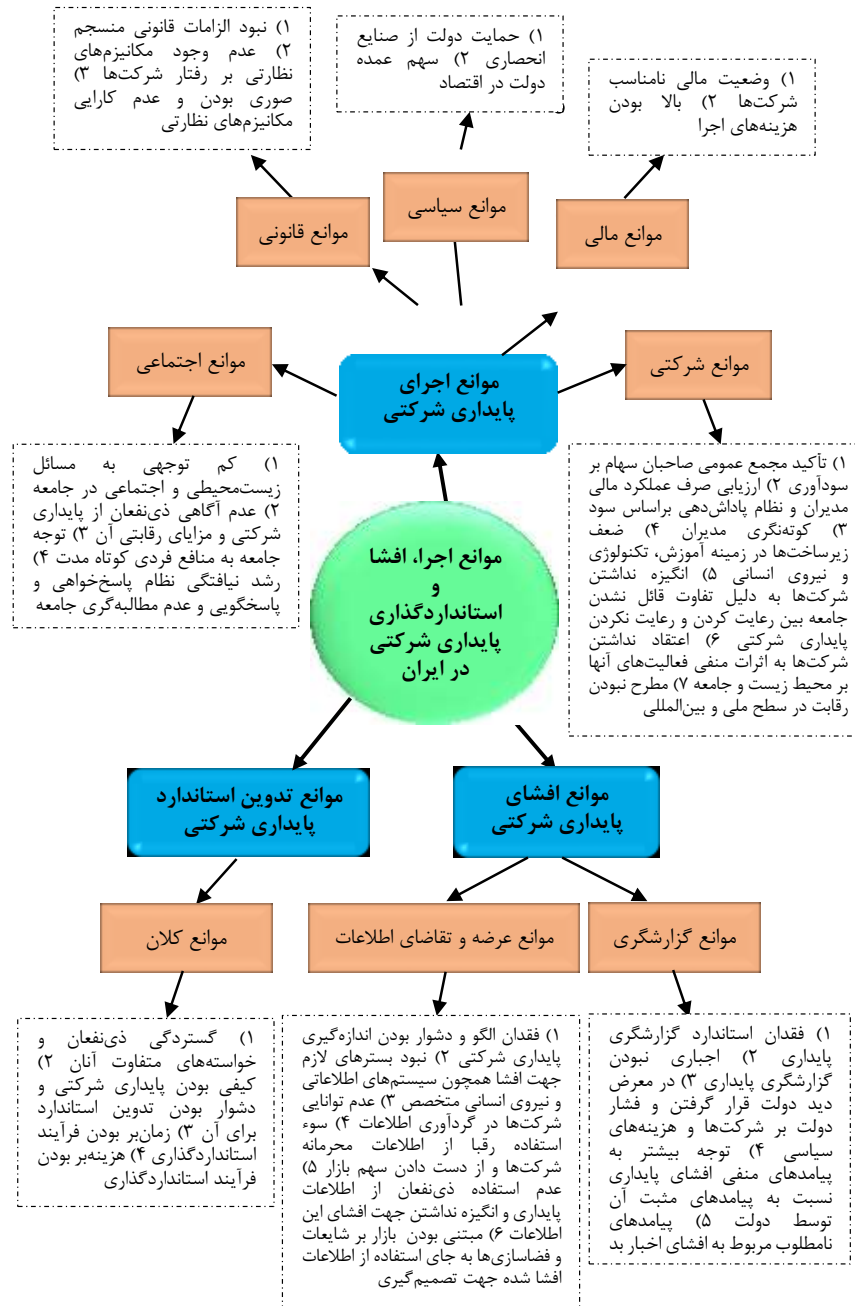 ۱) نبود الزامات قانونی منسجم
۲) عدم وجود مکانیزم‌های
نظارتی بر رفتار شرکت‌ها ۳)
صوری بودن و عدم کارایی
مکانیزم‌های نظارتی
۱) حمایت دولت از صنایع
انحصاری ۲) سهم عمده
دولت در اقتصاد
۱) وضعیت مالی نامناسب
شرکت‌ها ۲) بالا بودن
هزینه‌های اجرا
موانع قانونی
موانع سیاسی
موانع مالی
موانع اجتماعی
موانع اجرای
پایداری شرکتی
موانع شرکتی
۱) کم توجهی به مسائل
زیست‌محیطی و اجتماعی در جامعه
۲) عدم آگاهی ذی‌نفعان از پایداری
شرکتی و مزایای رقابتی آن ۳) توجه
جامعه به منافع فردی کوتاه مدت ۴)
رشد نیافتگی نظام پاسخ‌خواهی و
پاسخگویی و عدم مطالبه‌گری جامعه
۱) تأکید مجمع عمومی صاحبان سهام بر
سودآوری ۲) ارزیابی صرف عملکرد مالی
مدیران و نظام پاداش‌دهی براساس سود
۳) کوته‌نگری مدیران ۴) ضعف
زیرساخت‌ها در زمینه آموزش، تکنولوژی
و نیروی انسانی ۵) انگیزه نداشتن
شرکت‌ها به دلیل تفاوت قائل نشدن
جامعه بین رعایت کردن و رعایت نکردن
پایداری شرکتی ۶) اعتقاد نداشتن
شرکت‌ها به اثرات منفی فعالیت‌های آنها
بر محیط زیست و جامعه ۷) مطرح نبودن
رقابت در سطح ملی و بین‌المللی
موانع اجرا، افشا
و
استانداردگذاری
پایداری شرکتی
در ایران
موانع افشای
پایداری شرکتی
موانع تدوین استاندارد
پایداری شرکتی
موانع گزارشگری
موانع عرضه و تقاضای اطلاعات
موانع کلان
۱) فقدان استاندارد گزارشگری
پایداری ۲) اجباری نبودن
گزارشگری پایداری ۳) در معرض
دید دولت قرار گرفتن و فشار
دولت بر شرکت‌ها و هزینه‌های
سیاسی ۴) توجه بیشتر به
پیامدهای منفی افشای پایداری
نسبت به پیامدهای مثبت آن
توسط دولت ۵) پیامدهای
نامطلوب مربوط به افشای اخبار بد
۱) فقدان الگو و دشوار بودن اندازه‌گیری
پایداری شرکتی ۲) نبود بسترهای لازم
جهت افشا همچون سیستم‌های اطلاعاتی
و نیروی انسانی متخصص ۳) عدم توانایی
شرکت‌ها در گردآوری اطلاعات ۴) سوء
استفاده رقبا از اطلاعات محرمانه
شرکت‌ها و از دست دادن سهم بازار ۵)
عدم استفاده ذی‌نفعان از اطلاعات
پایداری و انگیزه نداشتن جهت افشای این
اطلاعات ۶) مبتنی بودن بازار بر شایعات
و فضاسازی‌ها به جای استفاده از اطلاعات
افشا شده جهت تصمیم‌گیری
۱) گستردگی ذی‌نفعان و
خواسته‌های متفاوت آنان ۲)
کیفی بودن پایداری شرکتی و
دشوار بودن تدوین استاندارد
برای آن ۳) زمان‌بر بودن فرآیند
استانداردگذاری ۴) هزینه‌بر بودن
فرآیند استانداردگذاری